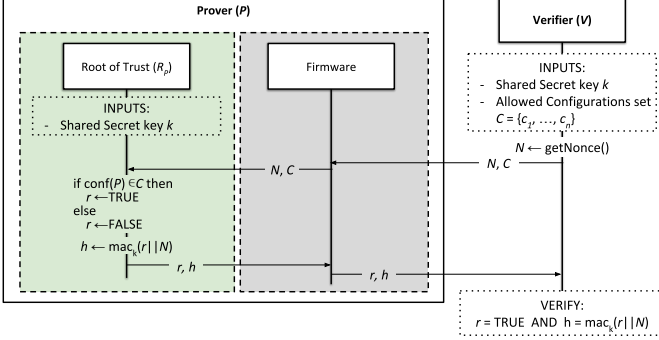 Prover (P)
Verifier (V)
Root of Trust (Rp)
Firmware
INPUTS:
- Shared Secret key k
INPUTS:
- Shared Secret key k
- Allowed Configurations set
C = {c1, …, cn}
N ← getNonce()
N, C
N, C
if conf(P) ∈C then
r ←TRUE
else
r ←FALSE
h ← mack(r||N)
r, h
r, h
VERIFY:
r = TRUE AND h = mack(r||N)